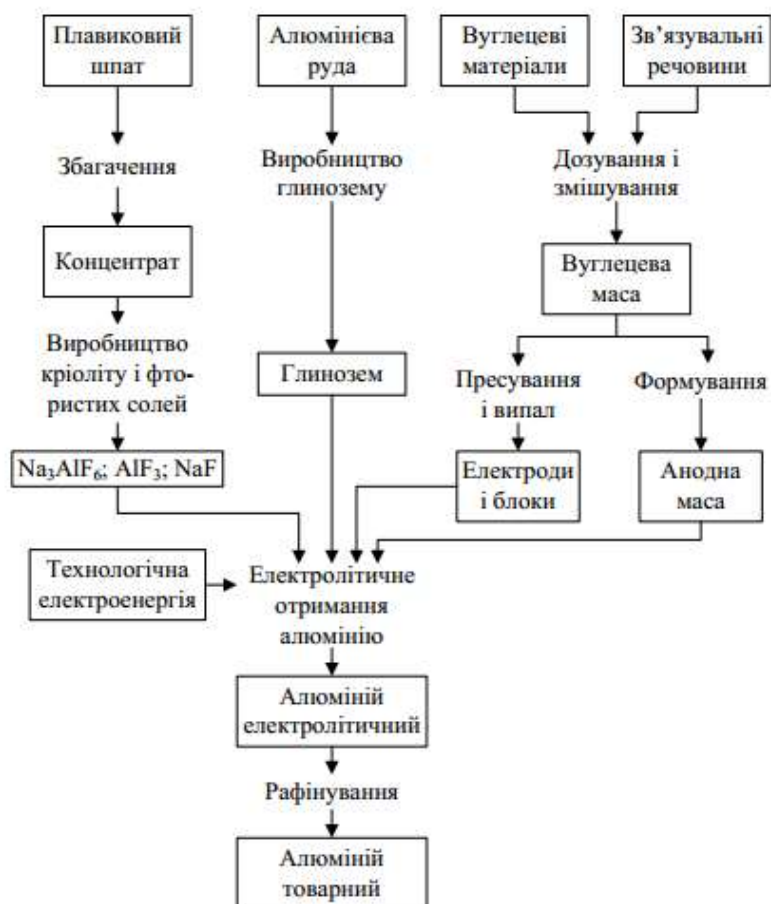 Плавиковий
шпат
Алюмінієва
руда
Вуглецеві
матеріали
Зв’язувальні
речовини
Збагачення
Виробництво
глинозему
Дозування і
змішування
Концентрат
Вуглецева
маса
Виробництво
кріоліту і фто-
ристих солей
Глинозем
Пресування
і випал
Формування
Na₃AlF₆; AlF₃; NaF
Електроди
і блоки
Анодна
маса
Технологічна
електроенергія
Електролітичне
отримання
алюмінію
Алюміній
електролітичний
Рафінування
Алюміній
товарний